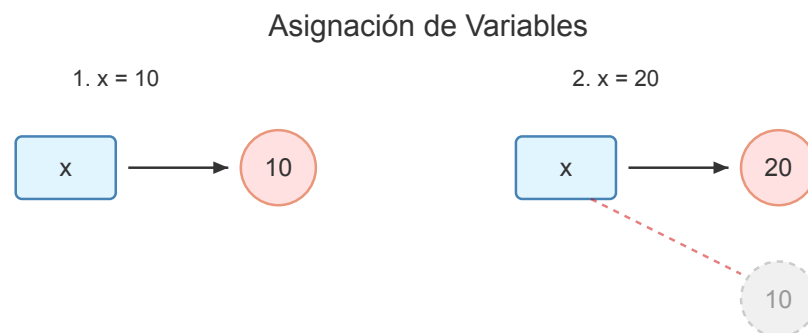 Asignación de Variables
1. x = 10
2. x = 20
x
10
x
20
10